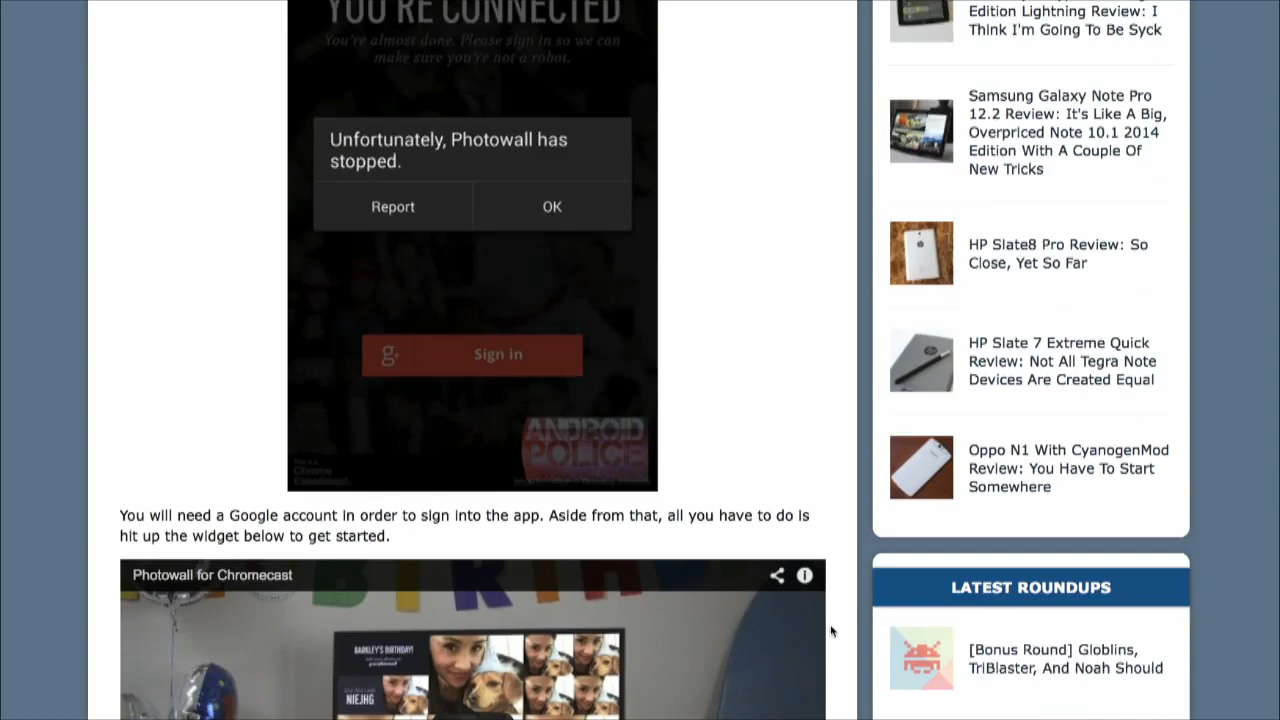 YOU'RE CONNECTED
You're almost done. Please sign in so we can
make sure you're not a robot.
Unfortunately, Photowall has
stopped.
Report
OK
g+
Sign in
ANDROID
POLICE
This is a
Chrome
Experiment
You will need a Google account in order to sign into the app. Aside from that, all you have to do is
hit up the widget below to get started.
Photowall for Chromecast
BARKLEY'S BIRTHDAY!
NIEJHG
Edition Lightning Review: I
Think I'm Going To Be Syck
Samsung Galaxy Note Pro
12.2 Review: It's Like A Big,
Overpriced Note 10.1 2014
Edition With A Couple Of
New Tricks
HP Slate8 Pro Review: So
Close, Yet So Far
HP Slate 7 Extreme Quick
Review: Not All Tegra Note
Devices Are Created Equal
Oppo N1 With CyanogenMod
Review: You Have To Start
Somewhere
LATEST ROUNDUPS
[Bonus Round] Globlins,
TriBlaster, And Noah Should